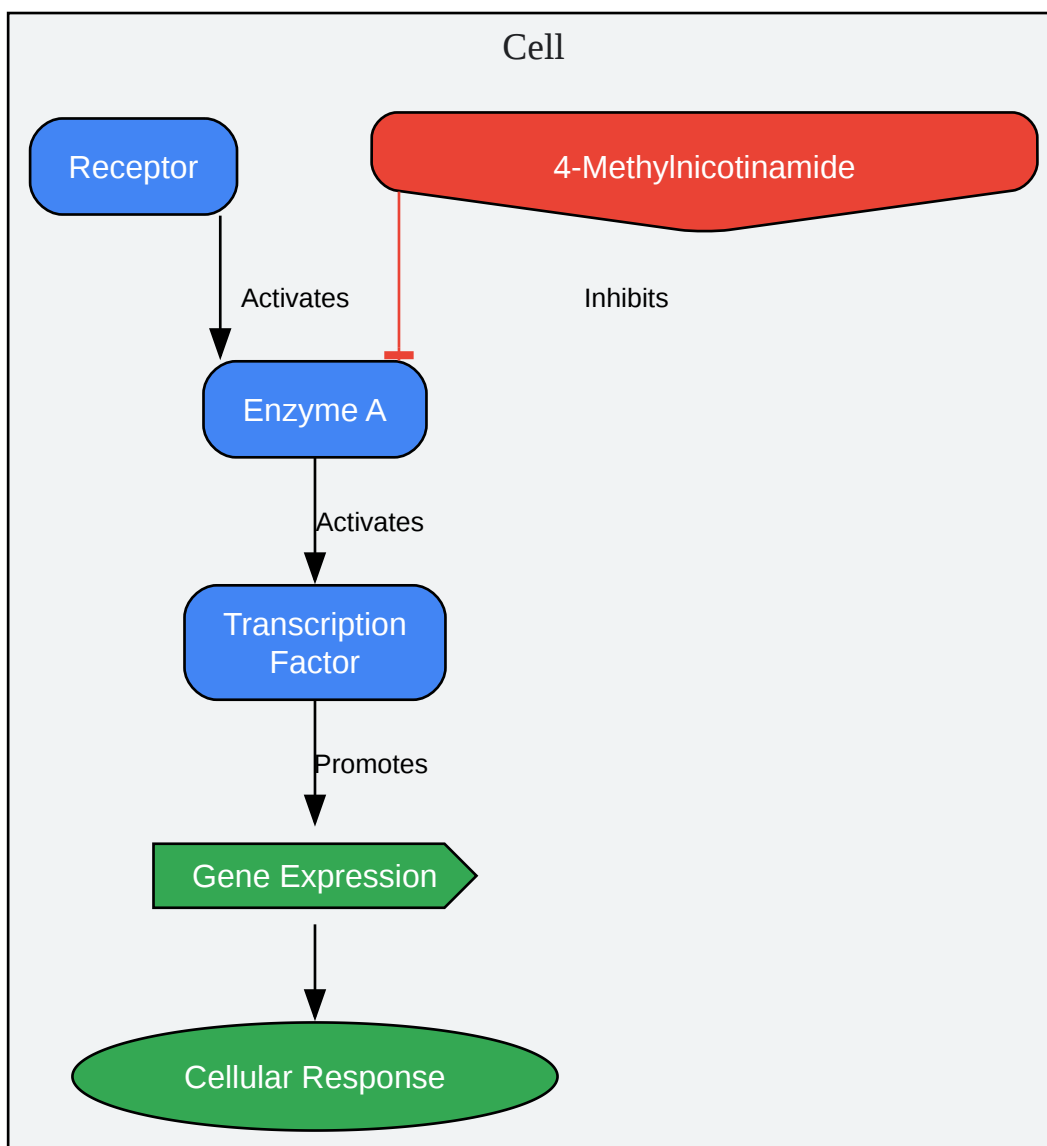 Cell
Receptor
4-Methylnicotinamide
Activates
Inhibits
Enzyme A
Activates
Transcription
Factor
Promotes
Gene Expression
Cellular Response